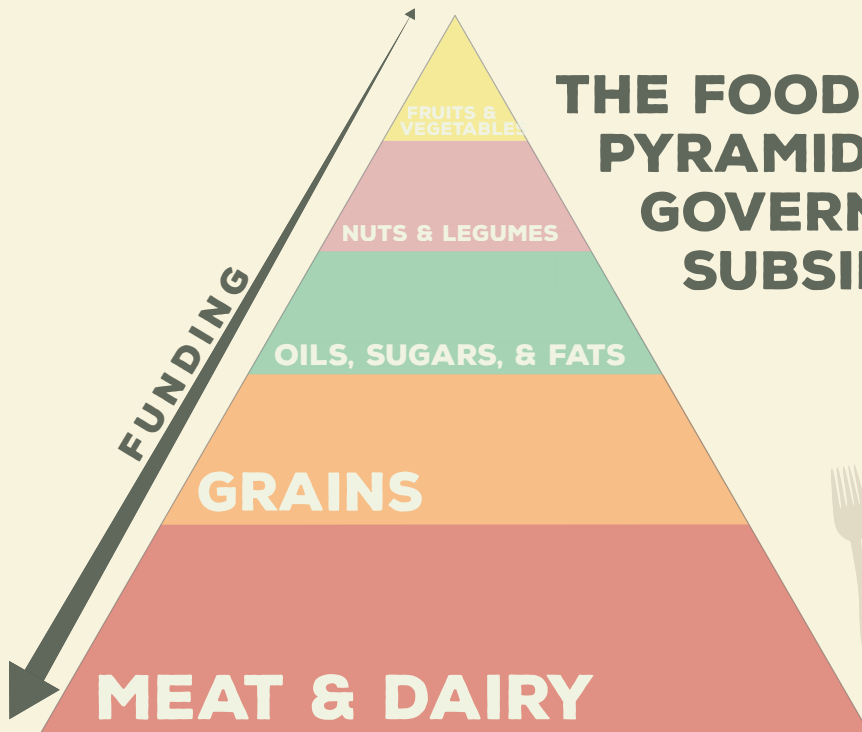 THE FOOD
PYRAMID
GOVERN
SUBSI
FRUITS &
VEGETABLES
NUTS & LEGUMES
OILS, SUGARS, & FATS
GRAINS
MEAT & DAIRY
FUNDING